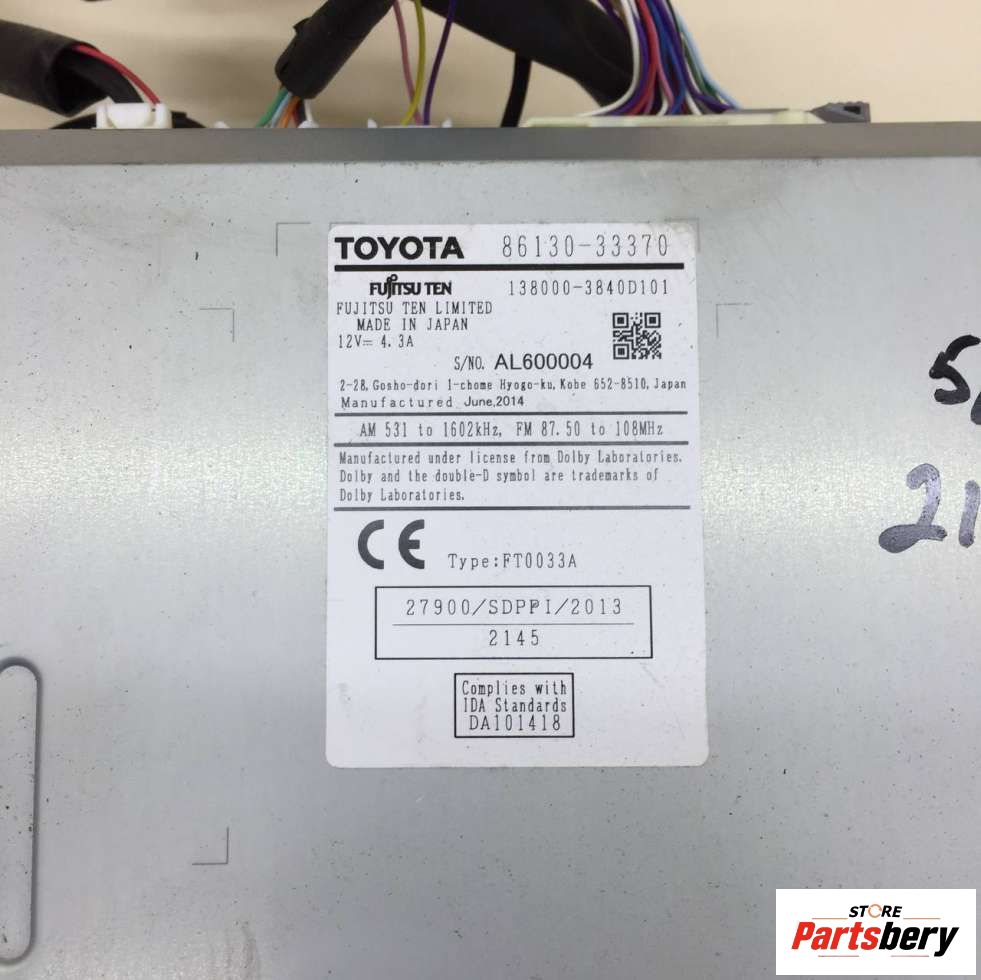 TOYOTA 86130-33370
FUJITSU TEN 138000-3840D101
FUJITSU TEN LIMITED
MADE IN JAPAN
12V⎓ 4.3A
S/NO. AL600004
2-28, Gosho-dori 1-chome Hyogo-ku, Kobe 652-8510, Japan
Manufactured June,2014
AM 531 to 1602kHz, FM 87.50 to 108MHz
Manufactured under license from Dolby Laboratories.
Dolby and the double-D symbol are trademarks of
Dolby Laboratories.
CE Type:FT0033A
27900/SDPPI/2013
2145
Complies with
IDA Standards
DA101418
21
STORE
Partsbery